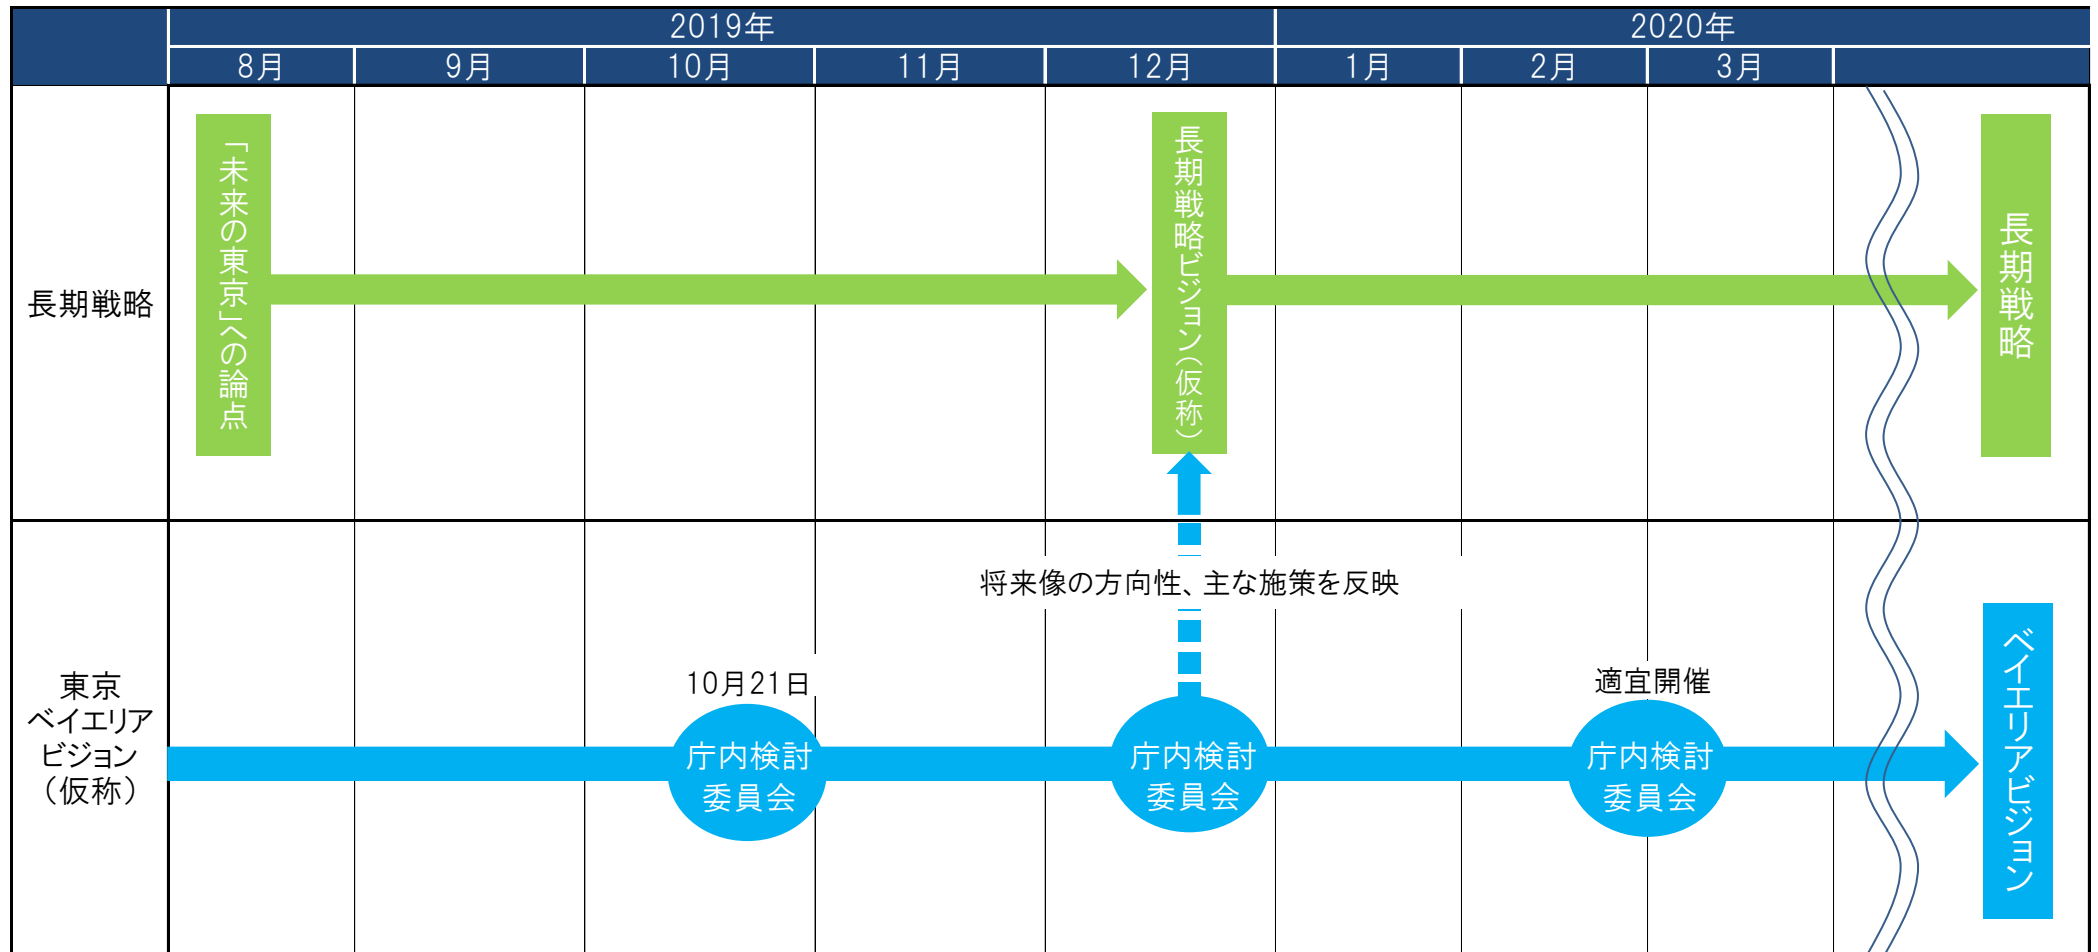 2019年
2020年
8月
9月
10月
11月
12月
1月
2月
3月
長期戦略
「未来の東京」への論点
長期戦略ビジョン(仮称)
長期戦略
将来像の方向性、主な施策を反映
東京
ベイエリア
ビジョン
(仮称)
10月21日
庁内検討
委員会
庁内検討
委員会
適宜開催
庁内検討
委員会
ベイエリアビジョン